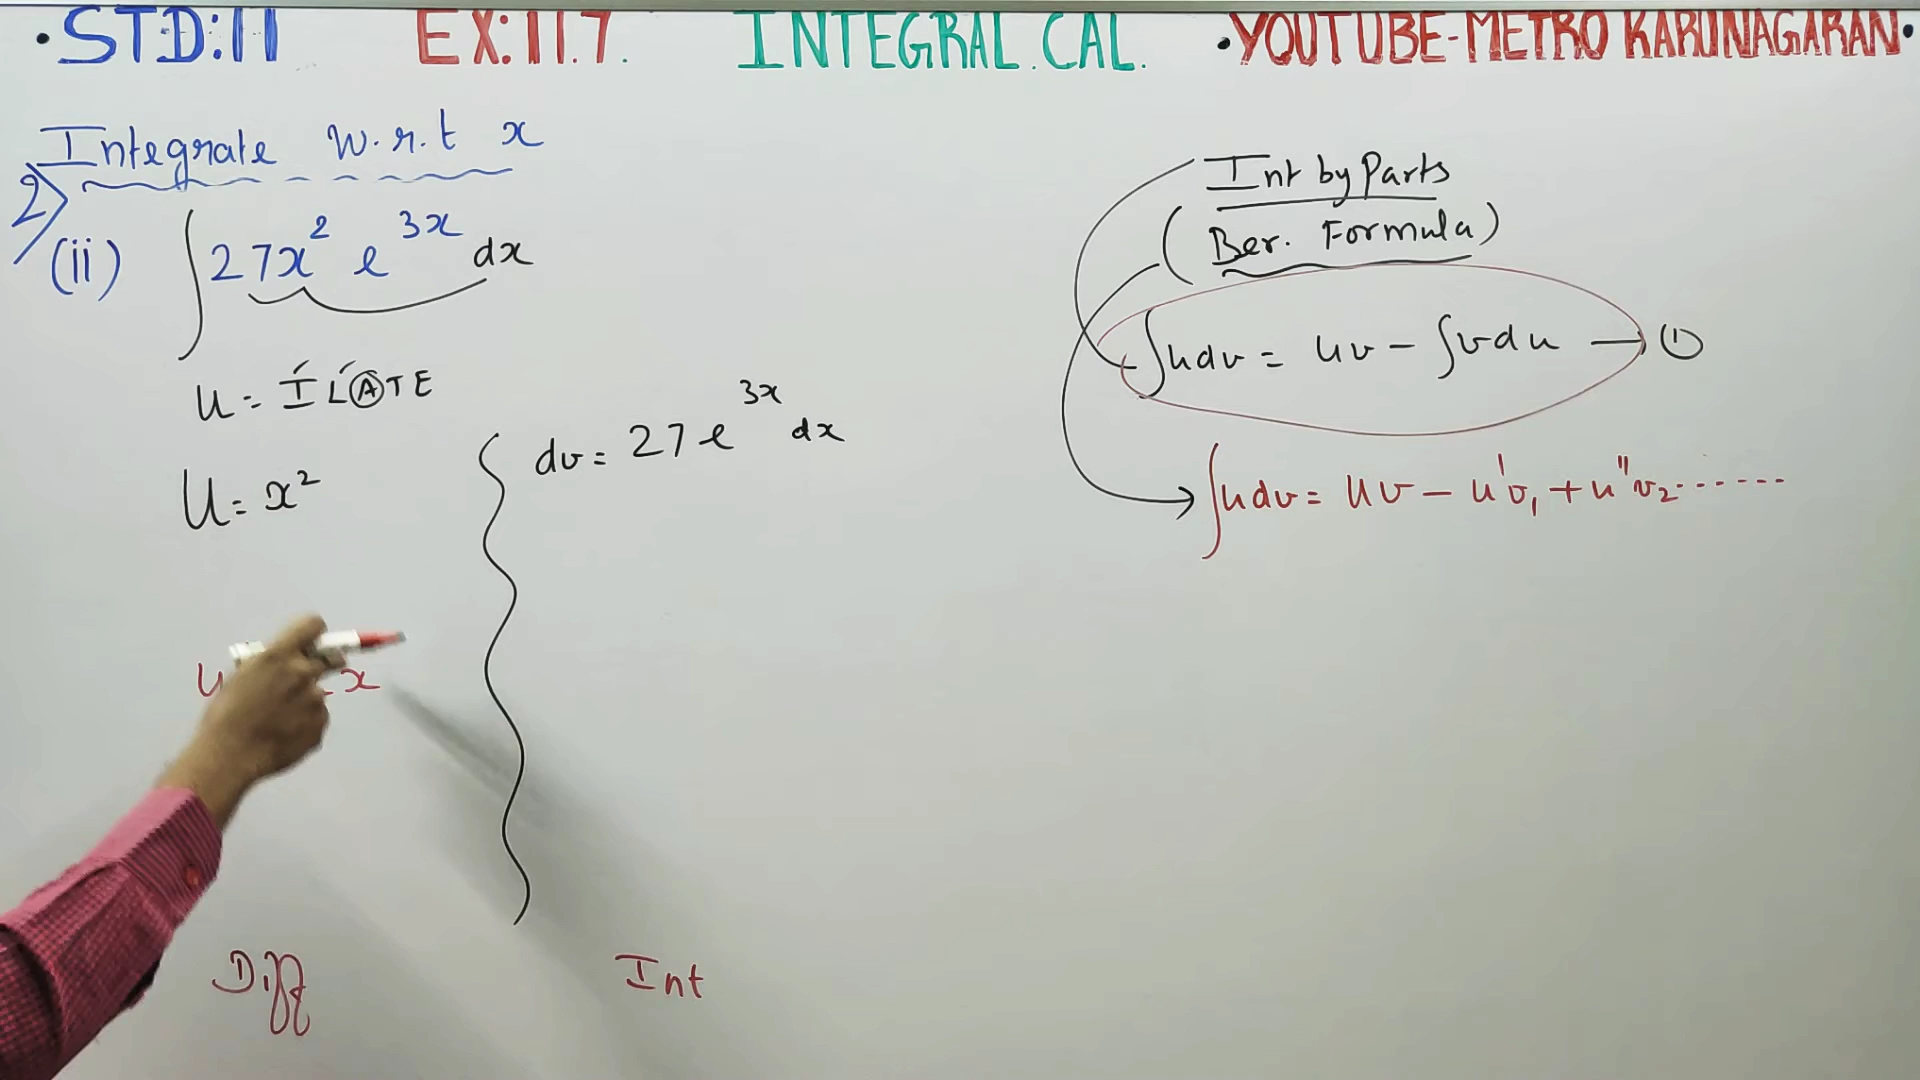 •STD:11 EX:11.7. INTEGRAL.CAL. •YOUTUBE-METRO KARUNAGARAN•
Integrate w.r.t x
2)
(ii) ∫27x² e^{3x} dx
u = ILATE
u = x²
dv = 27 e^{3x} dx
x
Diff
Int
Int by Parts
(Ber. Formula)
∫udv = uv - ∫vdu → ①
∫udv = uv - u'v₁ + u"v₂ ......